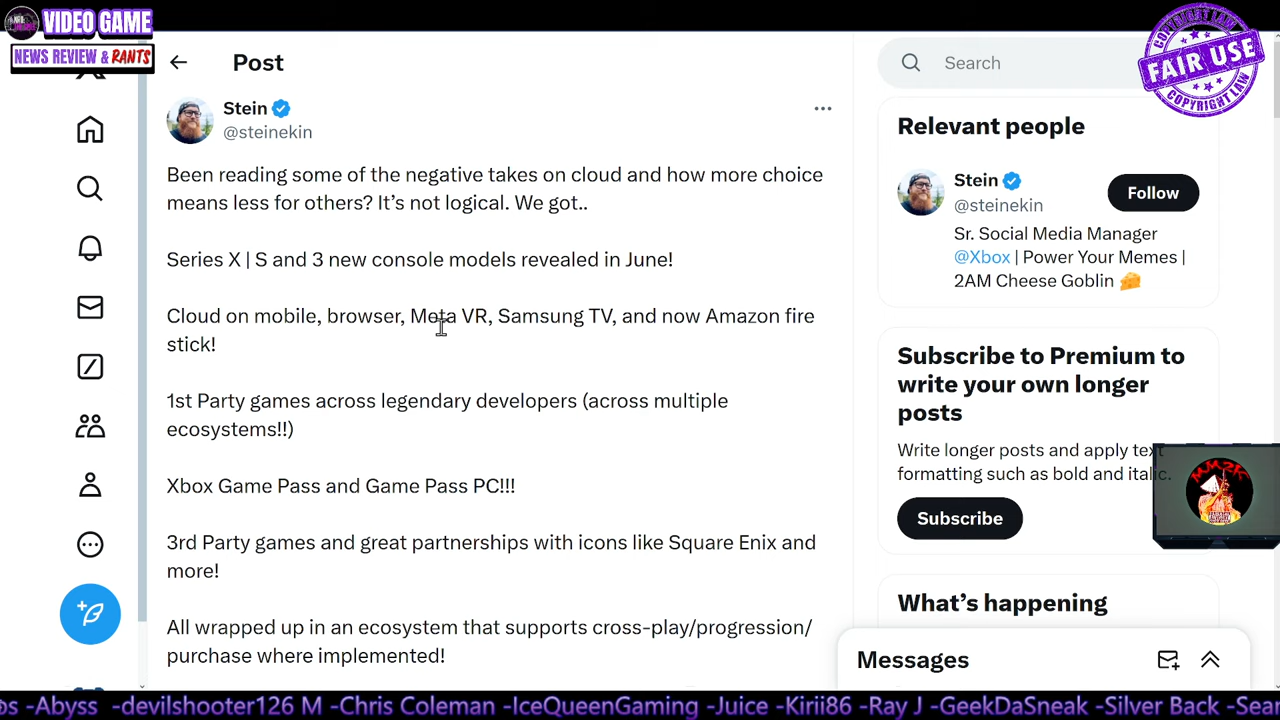 VIDEO GAME
NEWS REVIEW & RANTS
Post
Search
COPYRIGHT LAW
FAIR USE
COPYRIGHT LAW
Stein
@steinekin
Been reading some of the negative takes on cloud and how more choice
means less for others? It's not logical. We got..
Series X | S and 3 new console models revealed in June!
Cloud on mobile, browser, Meta VR, Samsung TV, and now Amazon fire
stick!
1st Party games across legendary developers (across multiple
ecosystems!!)
Xbox Game Pass and Game Pass PC!!!
3rd Party games and great partnerships with icons like Square Enix and
more!
All wrapped up in an ecosystem that supports cross-play/progression/
purchase where implemented!
Relevant people
Stein
@steinekin
Follow
Sr. Social Media Manager
@Xbox | Power Your Memes |
2AM Cheese Goblin
Subscribe to Premium to
write your own longer
posts
Write longer posts and apply text
formatting such as bold and italic.
Subscribe
MM2K
What's happening
Messages
os -Abyss -devilshooter126 M -Chris Coleman -IceQueenGaming -Juice -Kirii86 -Ray J -GeekDaSneak -Silver Back -Sear